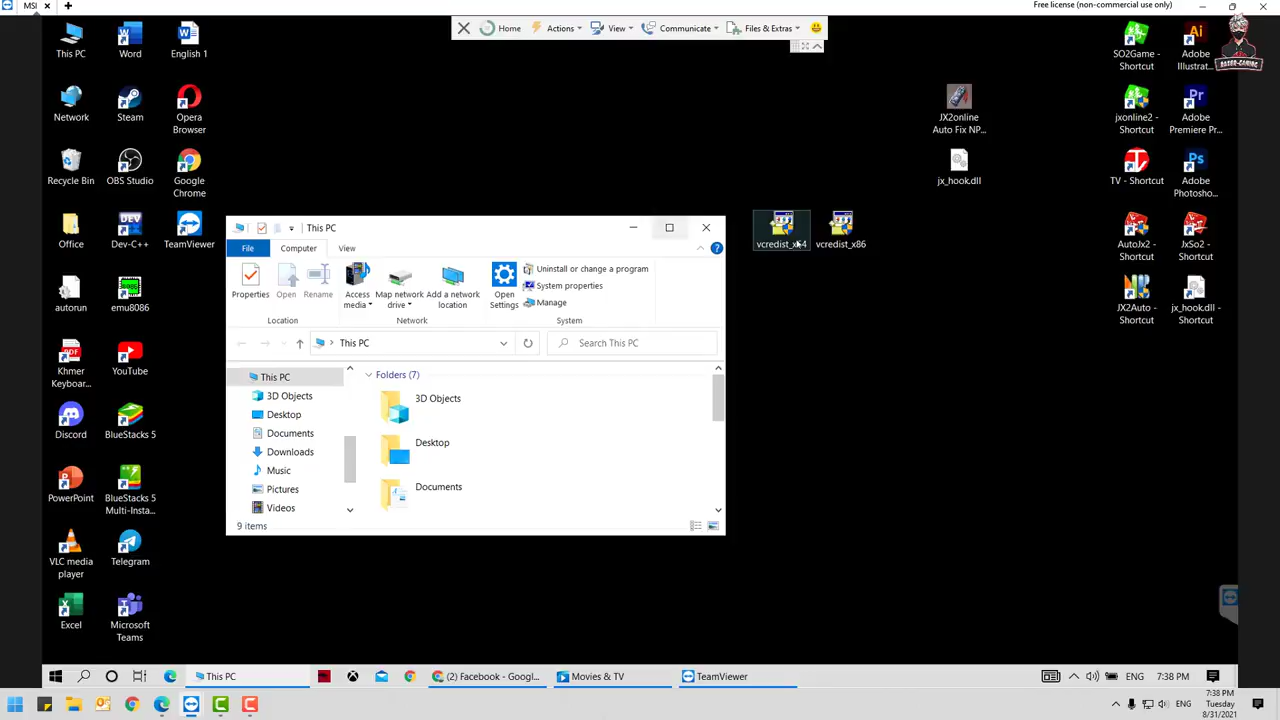 MSI
Free license (non-commercial use only)
Home
Actions
View
Communicate
Files & Extras
This PC
Word
English 1
Network
Steam
Opera
Browser
Recycle Bin
OBS Studio
Google
Chrome
Office
Dev-C++
TeamViewer
autorun
emu8086
Khmer
Keyboar...
YouTube
Discord
BlueStacks 5
PowerPoint
BlueStacks 5
Multi-Insta...
VLC media
player
Telegram
Excel
Microsoft
Teams
This PC
File
Computer
View
Properties
Open
Rename
Location
Access
media
Map network
drive
Add a network
location
Network
Open
Settings
Uninstall or change a program
System properties
Manage
System
This PC
Search This PC
This PC
3D Objects
Desktop
Documents
Downloads
Music
Pictures
Videos
Folders (7)
3D Objects
Desktop
Documents
9 items
vcredist_x64
vcredist_x86
JX2online
Auto Fix NP...
jx_hook.dll
SO2Game -
Shortcut
Adobe
Illustrat...
jxonline2 -
Shortcut
Adobe
Premiere Pr...
TV - Shortcut
Adobe
Photosho...
AutoJx2 -
Shortcut
JxSo2 -
Shortcut
JX2Auto -
Shortcut
jx_hook.dll -
Shortcut
RAZER-GAMING
This PC
(2) Facebook - Googl...
Movies & TV
TeamViewer
ENG
7:38 PM
ENG
7:38 PM
Tuesday
8/31/2021